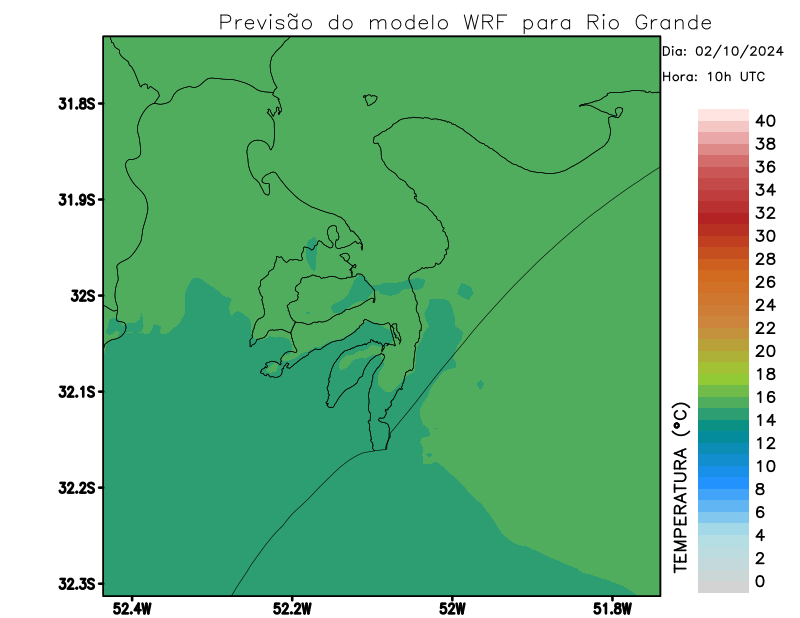 Previsão do modelo WRF para Rio Grande
Dia: 02/10/2024
Hora: 10h UTC
31.8S
31.9S
32S
32.1S
32.2S
32.3S
52.4W
52.2W
52W
51.8W
TEMPERATURA (°C)
40
38
36
34
32
30
28
26
24
22
20
18
16
14
12
10
8
6
4
2
0